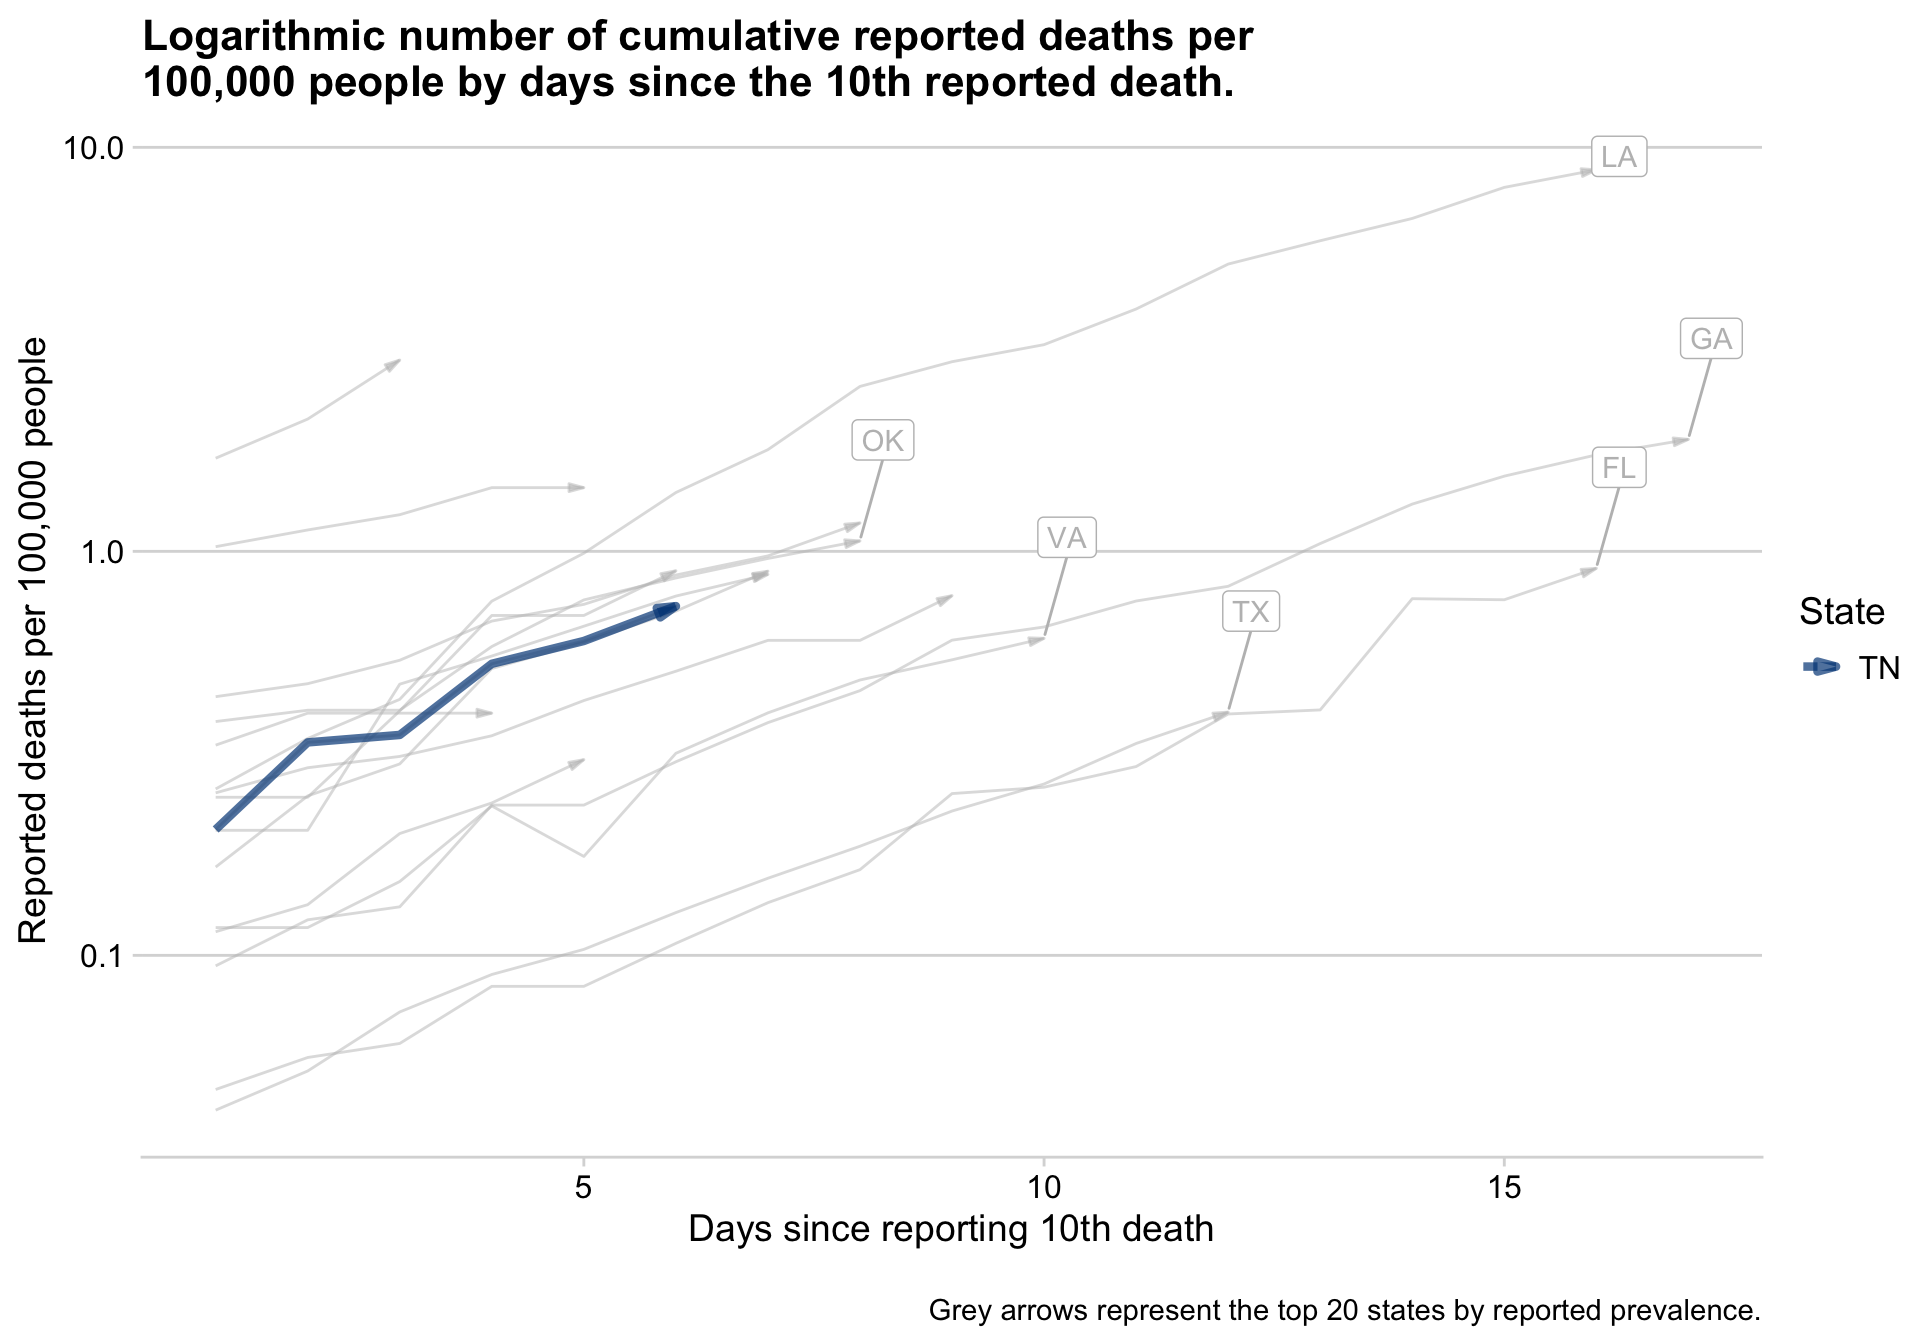 Logarithmic number of cumulative reported deaths per
100,000 people by days since the 10th reported death.
Reported deaths per 100,000 people
10.0
1.0
0.1
LA
GA
OK
FL
VA
TX
State
TN
5
10
15
Days since reporting 10th death
Grey arrows represent the top 20 states by reported prevalence.